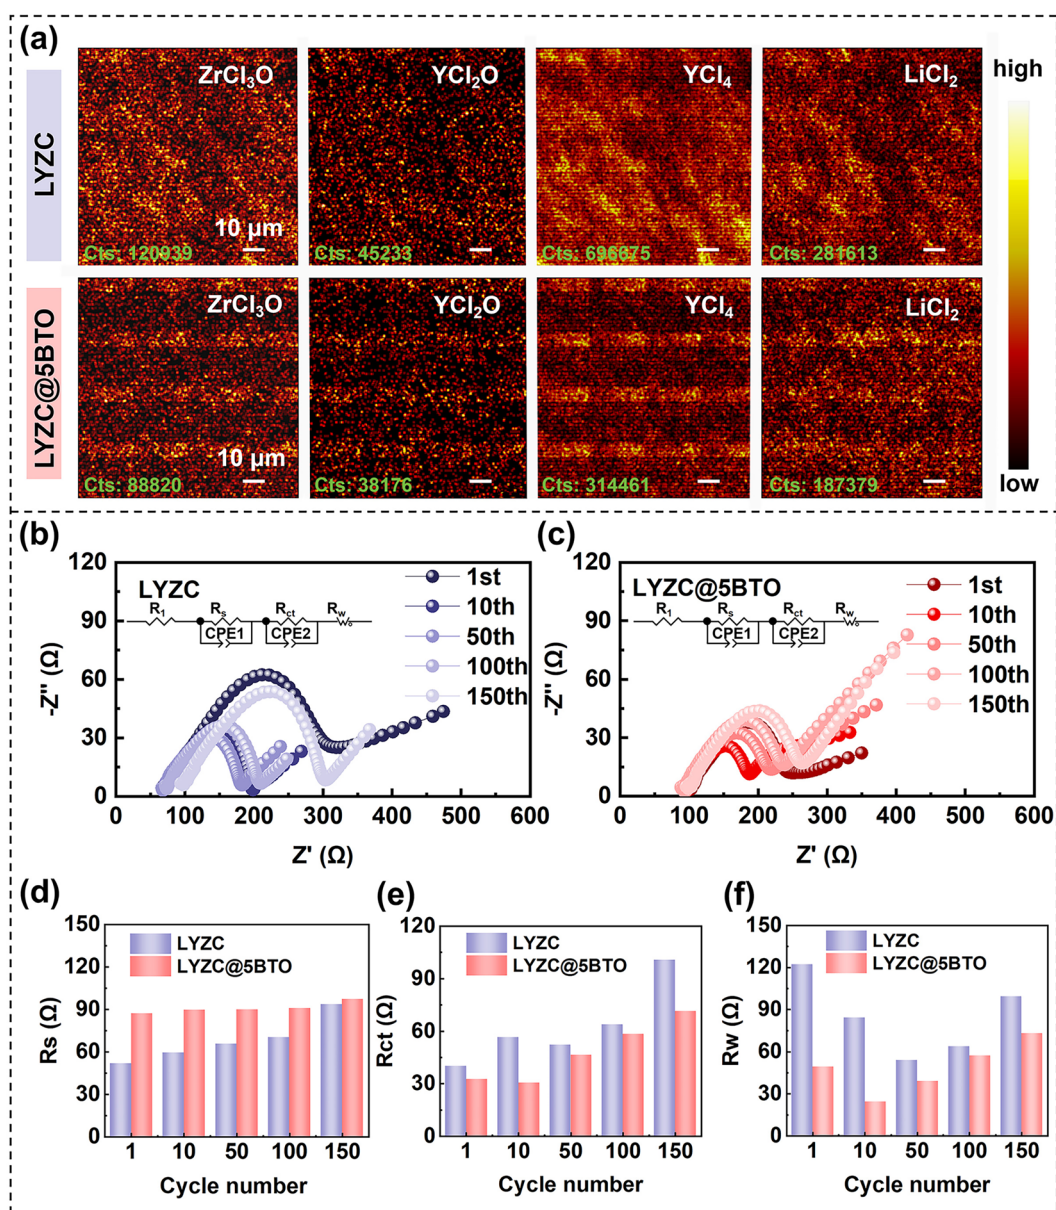 (a)
LYZC
ZrCl3O
10 μm
Cts: 120939
YCl2O
Cts: 45233
YCl4
Cts: 696675
LiCl2
Cts: 281613
high
LYZC@5BTO
ZrCl3O
10 μm
Cts: 88820
YCl2O
Cts: 38176
YCl4
Cts: 314461
LiCl2
Cts: 187379
low
(b)
LYZC
R1 Rs Rct Rw
CPE1 CPE2
1st
10th
50th
100th
150th
-Z'' (Ω)
120
90
60
30
0
0 100 200 300 400 500 600
Z' (Ω)
(c)
LYZC@5BTO
R1 Rs Rct Rw
CPE1 CPE2
1st
10th
50th
100th
150th
-Z'' (Ω)
120
90
60
30
0
0 100 200 300 400 500 600
Z' (Ω)
(d)
LYZC
LYZC@5BTO
Rs (Ω)
150
120
90
60
30
0
1 10 50 100 150
Cycle number
(e)
LYZC
LYZC@5BTO
Rct (Ω)
120
90
60
30
0
1 10 50 100 150
Cycle number
(f)
LYZC
LYZC@5BTO
Rw (Ω)
150
120
90
60
30
0
1 10 50 100 150
Cycle number